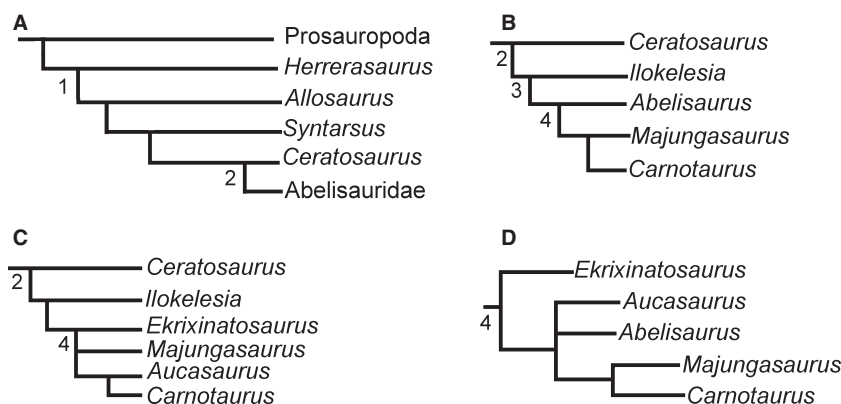 A
Prosauropoda
Herrerasaurus
1
Allosaurus
Syntarsus
Ceratosaurus
2
Abelisauridae
B
Ceratosaurus
2
Ilokelesia
3
Abelisaurus
4
Majungasaurus
Carnotaurus
C
Ceratosaurus
2
Ilokelesia
Ekrixinatosaurus
4
Majungasaurus
Aucasaurus
Carnotaurus
D
Ekrixinatosaurus
Aucasaurus
4
Abelisaurus
Majungasaurus
Carnotaurus